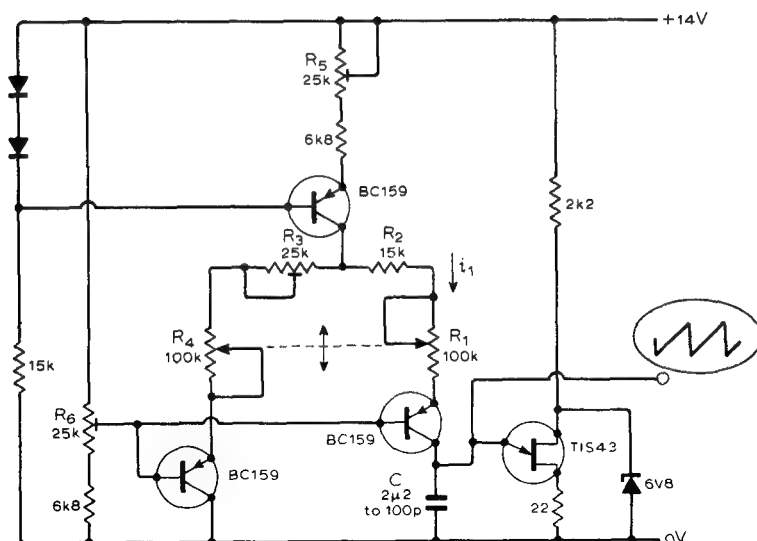 +14V
R5
25k
6k8
BC159
2k2
R3
25k
R2
15k
i1
R4
100k
R1
100k
15k
R6
25k
BC159
TIS43
BC159
C
2μ2
to 100p
6V8
6k8
22
0V